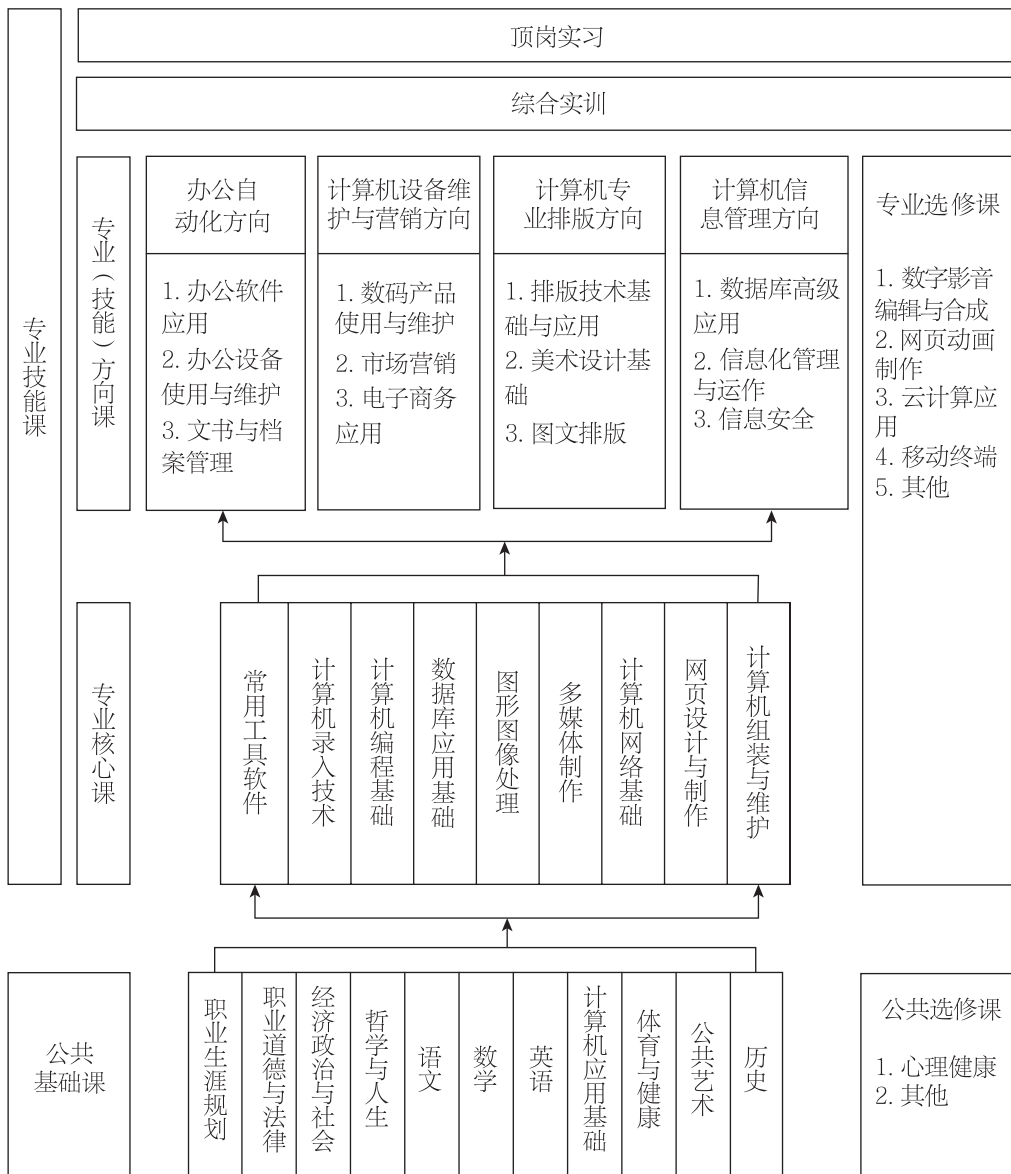 顶岗实习
综合实训
专业技能课
专业（技能）方向课
办公自
动化方向
1. 办公软件
应用
2. 办公设备
使用与维护
3. 文书与档
案管理
计算机设备维
护与营销方向
1. 数码产品
使用与维护
2. 市场营销
3. 电子商务
应用
计算机专
业排版方向
1. 排版技术基
础与应用
2. 美术设计基
础
3. 图文排版
计算机信
息管理方向
1. 数据库高级
应用
2. 信息化管理
与运作
3. 信息安全
专业选修课
1. 数字影音
编辑与合成
2. 网页动画
制作
3. 云计算应
用
4. 移动终端
5. 其他
专业核心课
常用工具软件
计算机录入技术
计算机编程基础
数据库应用基础
图形图像处理
多媒体制作
计算机网络基础
网页设计与制作
计算机组装与维护
公共
基础课
职业生涯规划
职业道德与法律
经济政治与社会
哲学与人生
语文
数学
英语
计算机应用基础
体育与健康
公共艺术
历史
公共选修课
1. 心理健康
2. 其他